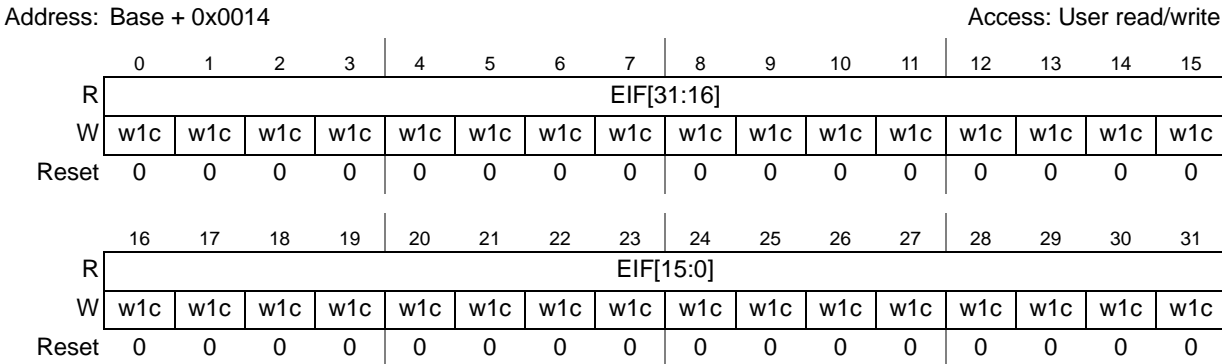 Address: Base + 0x0014 Access: User read/write
0 1 2 3 4 5 6 7 8 9 10 11 12 13 14 15
R EIF[31:16]
W w1c w1c w1c w1c w1c w1c w1c w1c w1c w1c w1c w1c w1c w1c w1c w1c
Reset 0 0 0 0 0 0 0 0 0 0 0 0 0 0 0 0
16 17 18 19 20 21 22 23 24 25 26 27 28 29 30 31
R EIF[15:0]
W w1c w1c w1c w1c w1c w1c w1c w1c w1c w1c w1c w1c w1c w1c w1c w1c
Reset 0 0 0 0 0 0 0 0 0 0 0 0 0 0 0 0